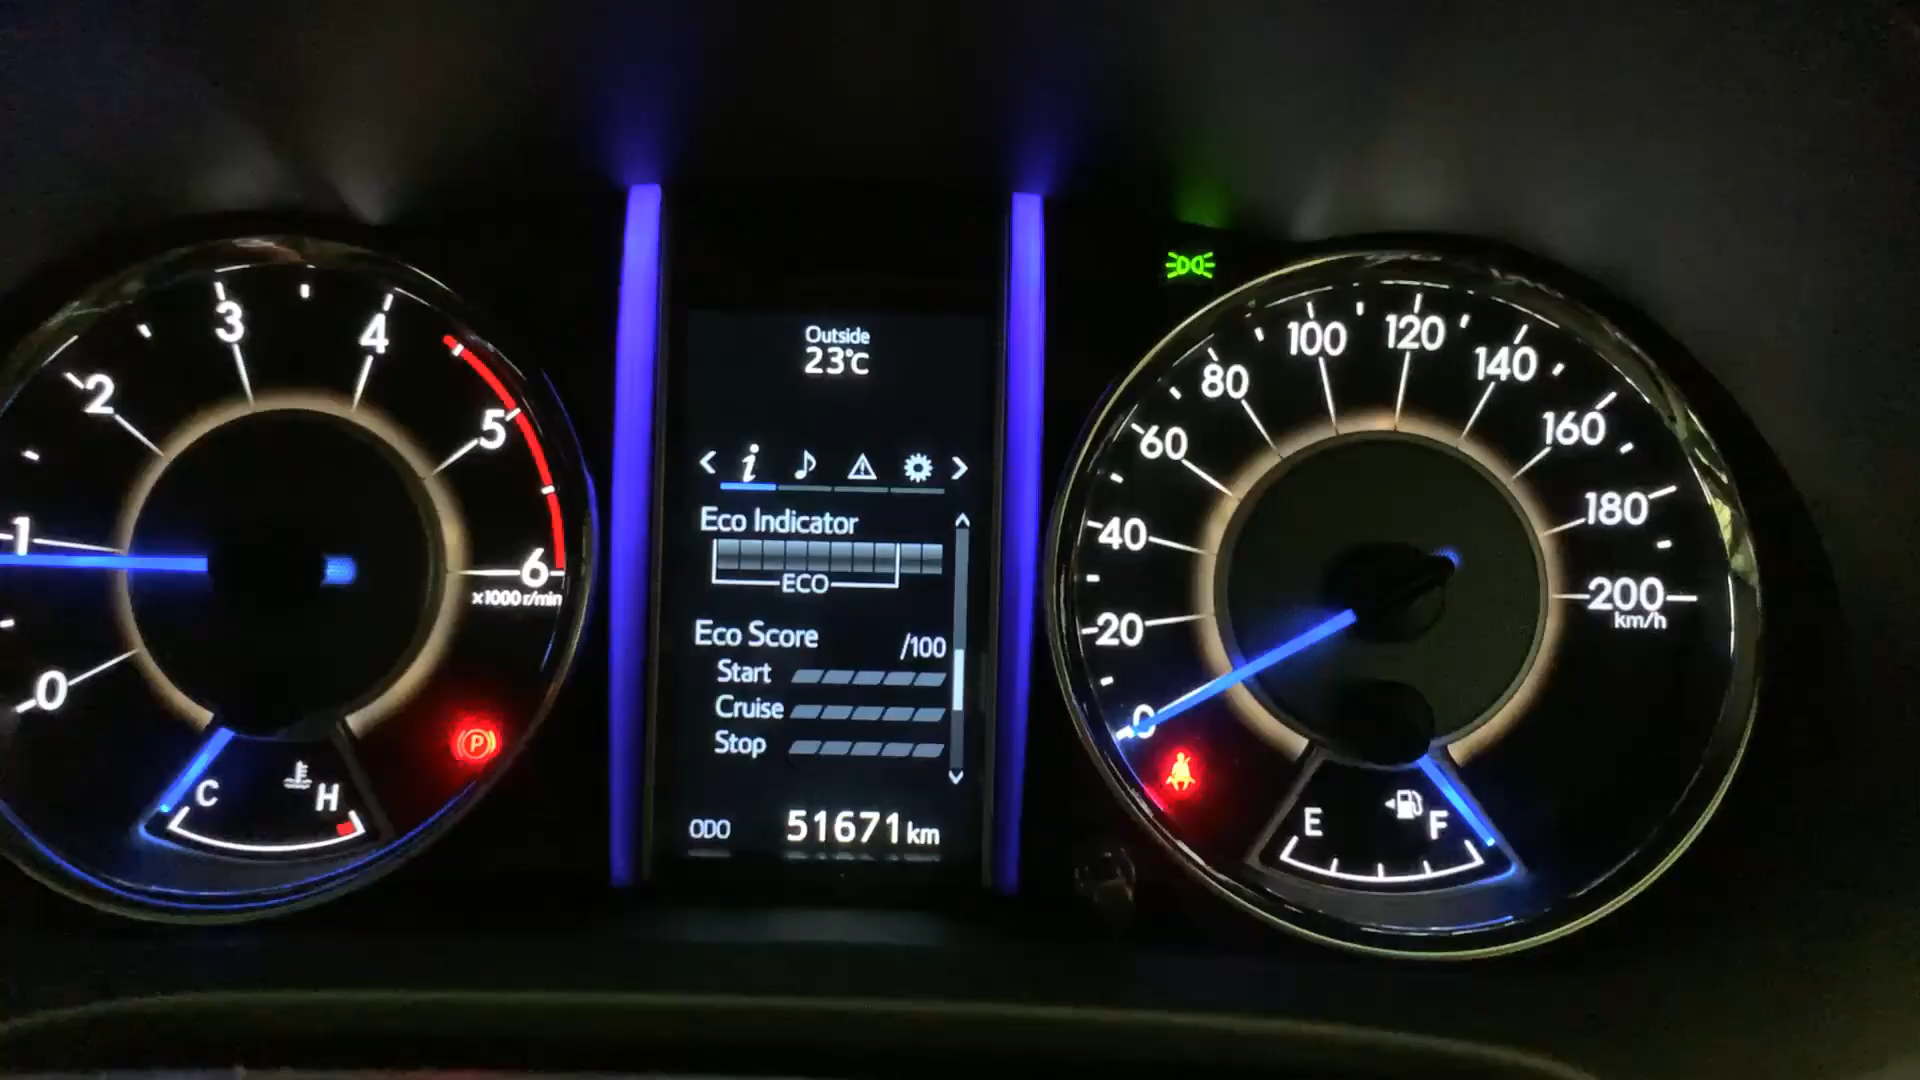 0
1
2
3
4
5
6
x1000 r/min
C
H
P
Outside
23°C
i
Eco Indicator
ECO
Eco Score
/100
Start
Cruise
Stop
ODO 51671 km
0
20
40
60
80
100
120
140
160
180
200
km/h
E
F